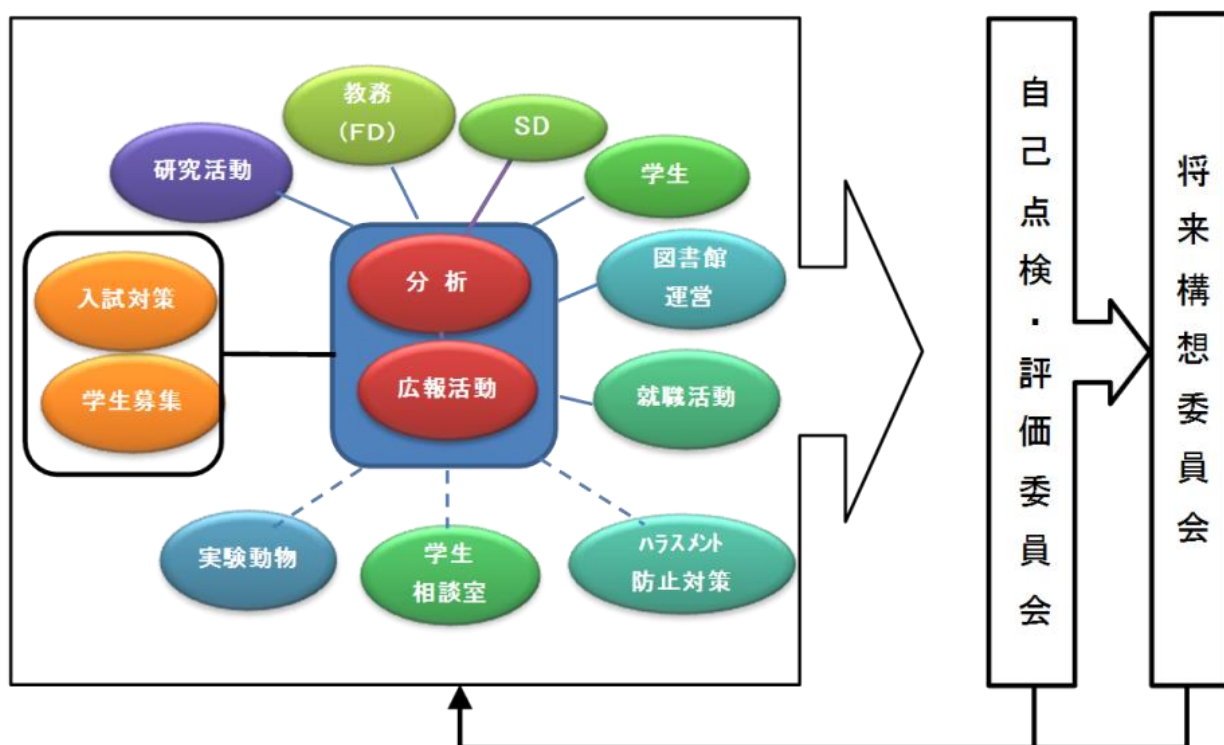 教務
(FD)
SD
研究活動
学生
分 析
図書館
運営
入試対策
広報活動
就職活動
学生募集
実験動物
学生
相談室
ハラスメント
防止対策
自己点検・評価委員会
将来構想委員会